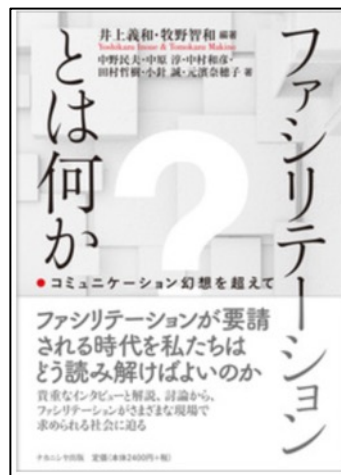 ファシリテーション
とは何か
井上義和・牧野智和 編著
Yoshikazu Inoue & Tomokazu Makino
中野民夫・中原 淳・中村和彦・
田村哲樹・小針 誠・元濱奈穂子 著
?
●コミュニケーション幻想を超えて
ファシリテーションが要請
される時代を私たちは
どう読み解けばよいのか
貴重なインタビューと解説、討論から、
ファシリテーションがさまざまな現場で
求められる社会に迫る
ナカニシヤ出版 定価(本体2400円+税)